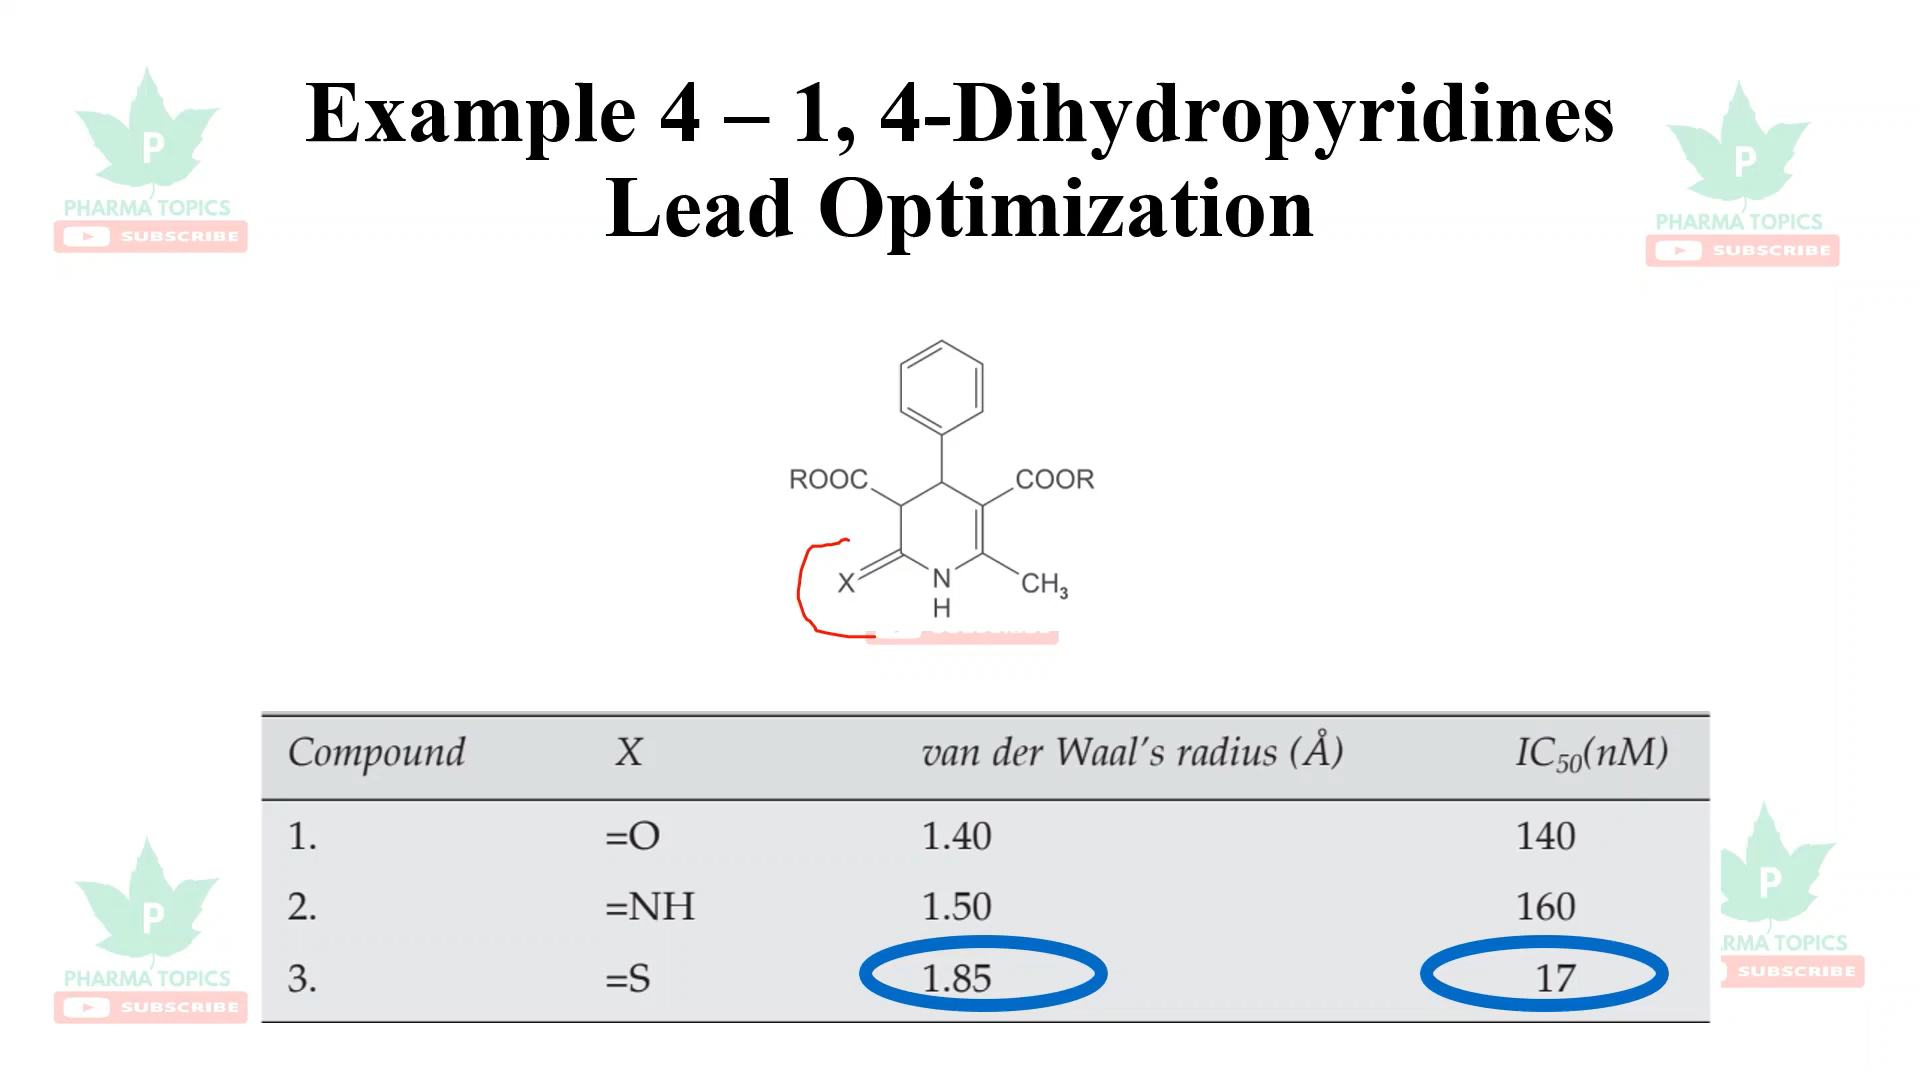 Example 4 – 1, 4-Dihydropyridines
Lead Optimization
P
PHARMA TOPICS
SUBSCRIBE
P
PHARMA TOPICS
SUBSCRIBE
ROOC COOR
X N CH3
H
Compound X van der Waal's radius (Å) IC50(nM)
1. =O 1.40 140
2. =NH 1.50 160
3. =S 1.85 17
P
PHARMA TOPICS
SUBSCRIBE
P
RMA TOPICS
SUBSCRIBE